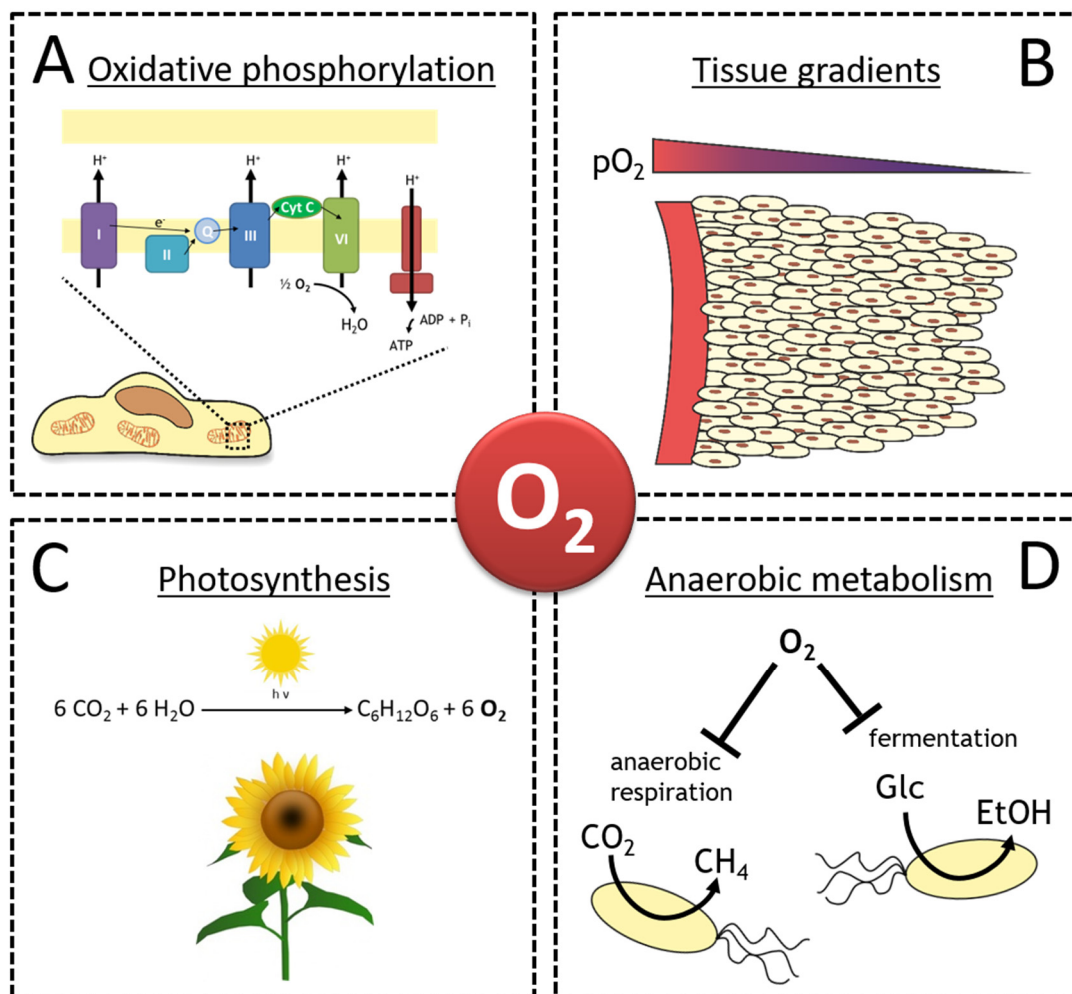 A
Oxidative phosphorylation
H⁺
H⁺
H⁺
H⁺
I
e⁻
II
Q
III
Cyt C
VI
½ O₂
H₂O
ADP + Pᵢ
ATP
B
Tissue gradients
pO₂
O₂
C
Photosynthesis
h ν
6 CO₂ + 6 H₂O → C₆H₁₂O₆ + 6 O₂
D
Anaerobic metabolism
O₂
anaerobic
respiration
fermentation
CO₂
CH₄
Glc
EtOH